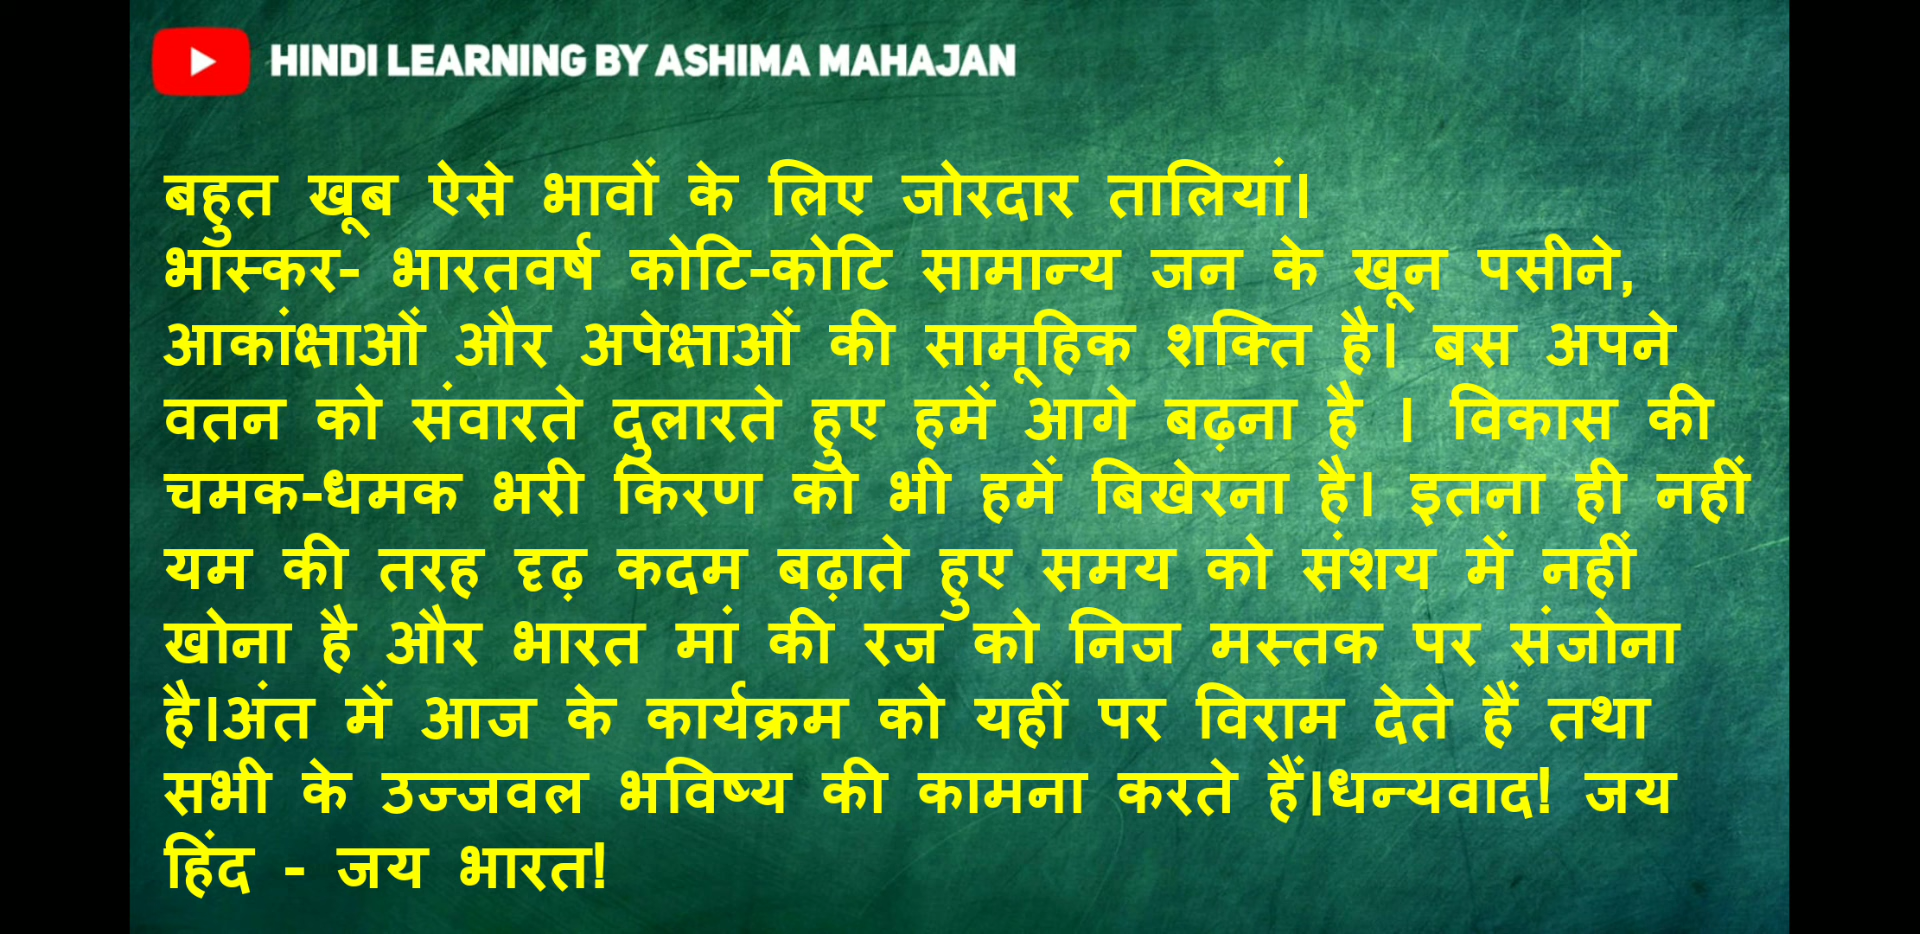 HINDI LEARNING BY ASHIMA MAHAJAN
बहुत खूब ऐसे भावों के लिए जोरदार तालियां।
भास्कर- भारतवर्ष कोटि-कोटि सामान्य जन के खून पसीने,
आकांक्षाओं और अपेक्षाओं की सामूहिक शक्ति है। बस अपने
वतन को संवारते दुलारते हुए हमें आगे बढ़ना है । विकास की
चमक-धमक भरी किरण को भी हमें बिखेरना है। इतना ही नहीं
यम की तरह दृढ़ कदम बढ़ाते हुए समय को संशय में नहीं
खोना है और भारत मां की रज को निज मस्तक पर संजोना
है।अंत में आज के कार्यक्रम को यहीं पर विराम देते हैं तथा
सभी के उज्जवल भविष्य की कामना करते हैं।धन्यवाद! जय
हिंद - जय भारत!